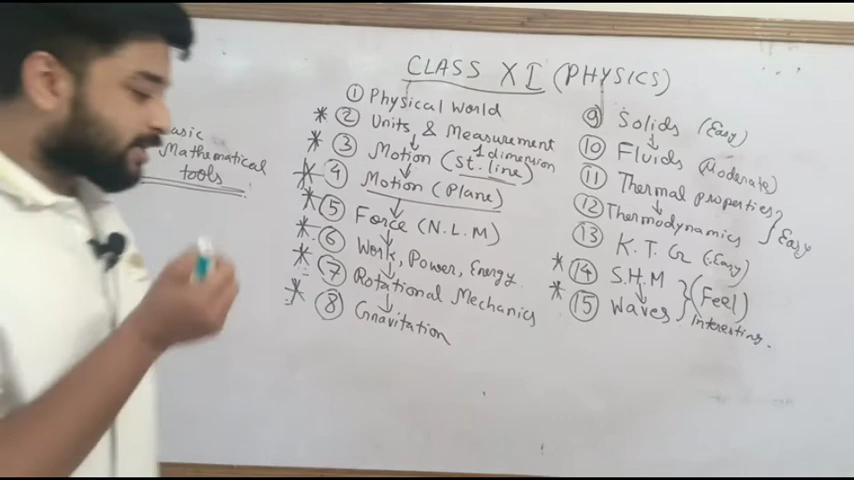 CLASS XI (PHYSICS)
Basic
Mathematical
tools
① Physical World
* ② Units & Measurement
* ③ Motion (St. line) 1 dimension
* ④ Motion (Plane)
* ⑤ Force (N.L.M)
* ⑥ Work, Power, Energy
* ⑦ Rotational Mechanics
* ⑧ Gravitation
⑨ Solids (Easy)
⑩ Fluids (Moderate)
⑪ Thermal properties
⑫ Thermodynamics } Easy
⑬ K.T.G (Easy)
* ⑭ S.H.M
* ⑮ Waves } (Feel)
interesting.